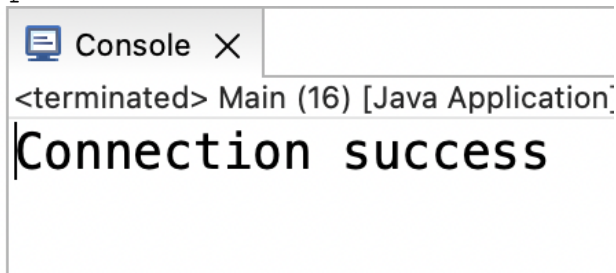 Console
<terminated> Main (16) [Java Application]
Connection success